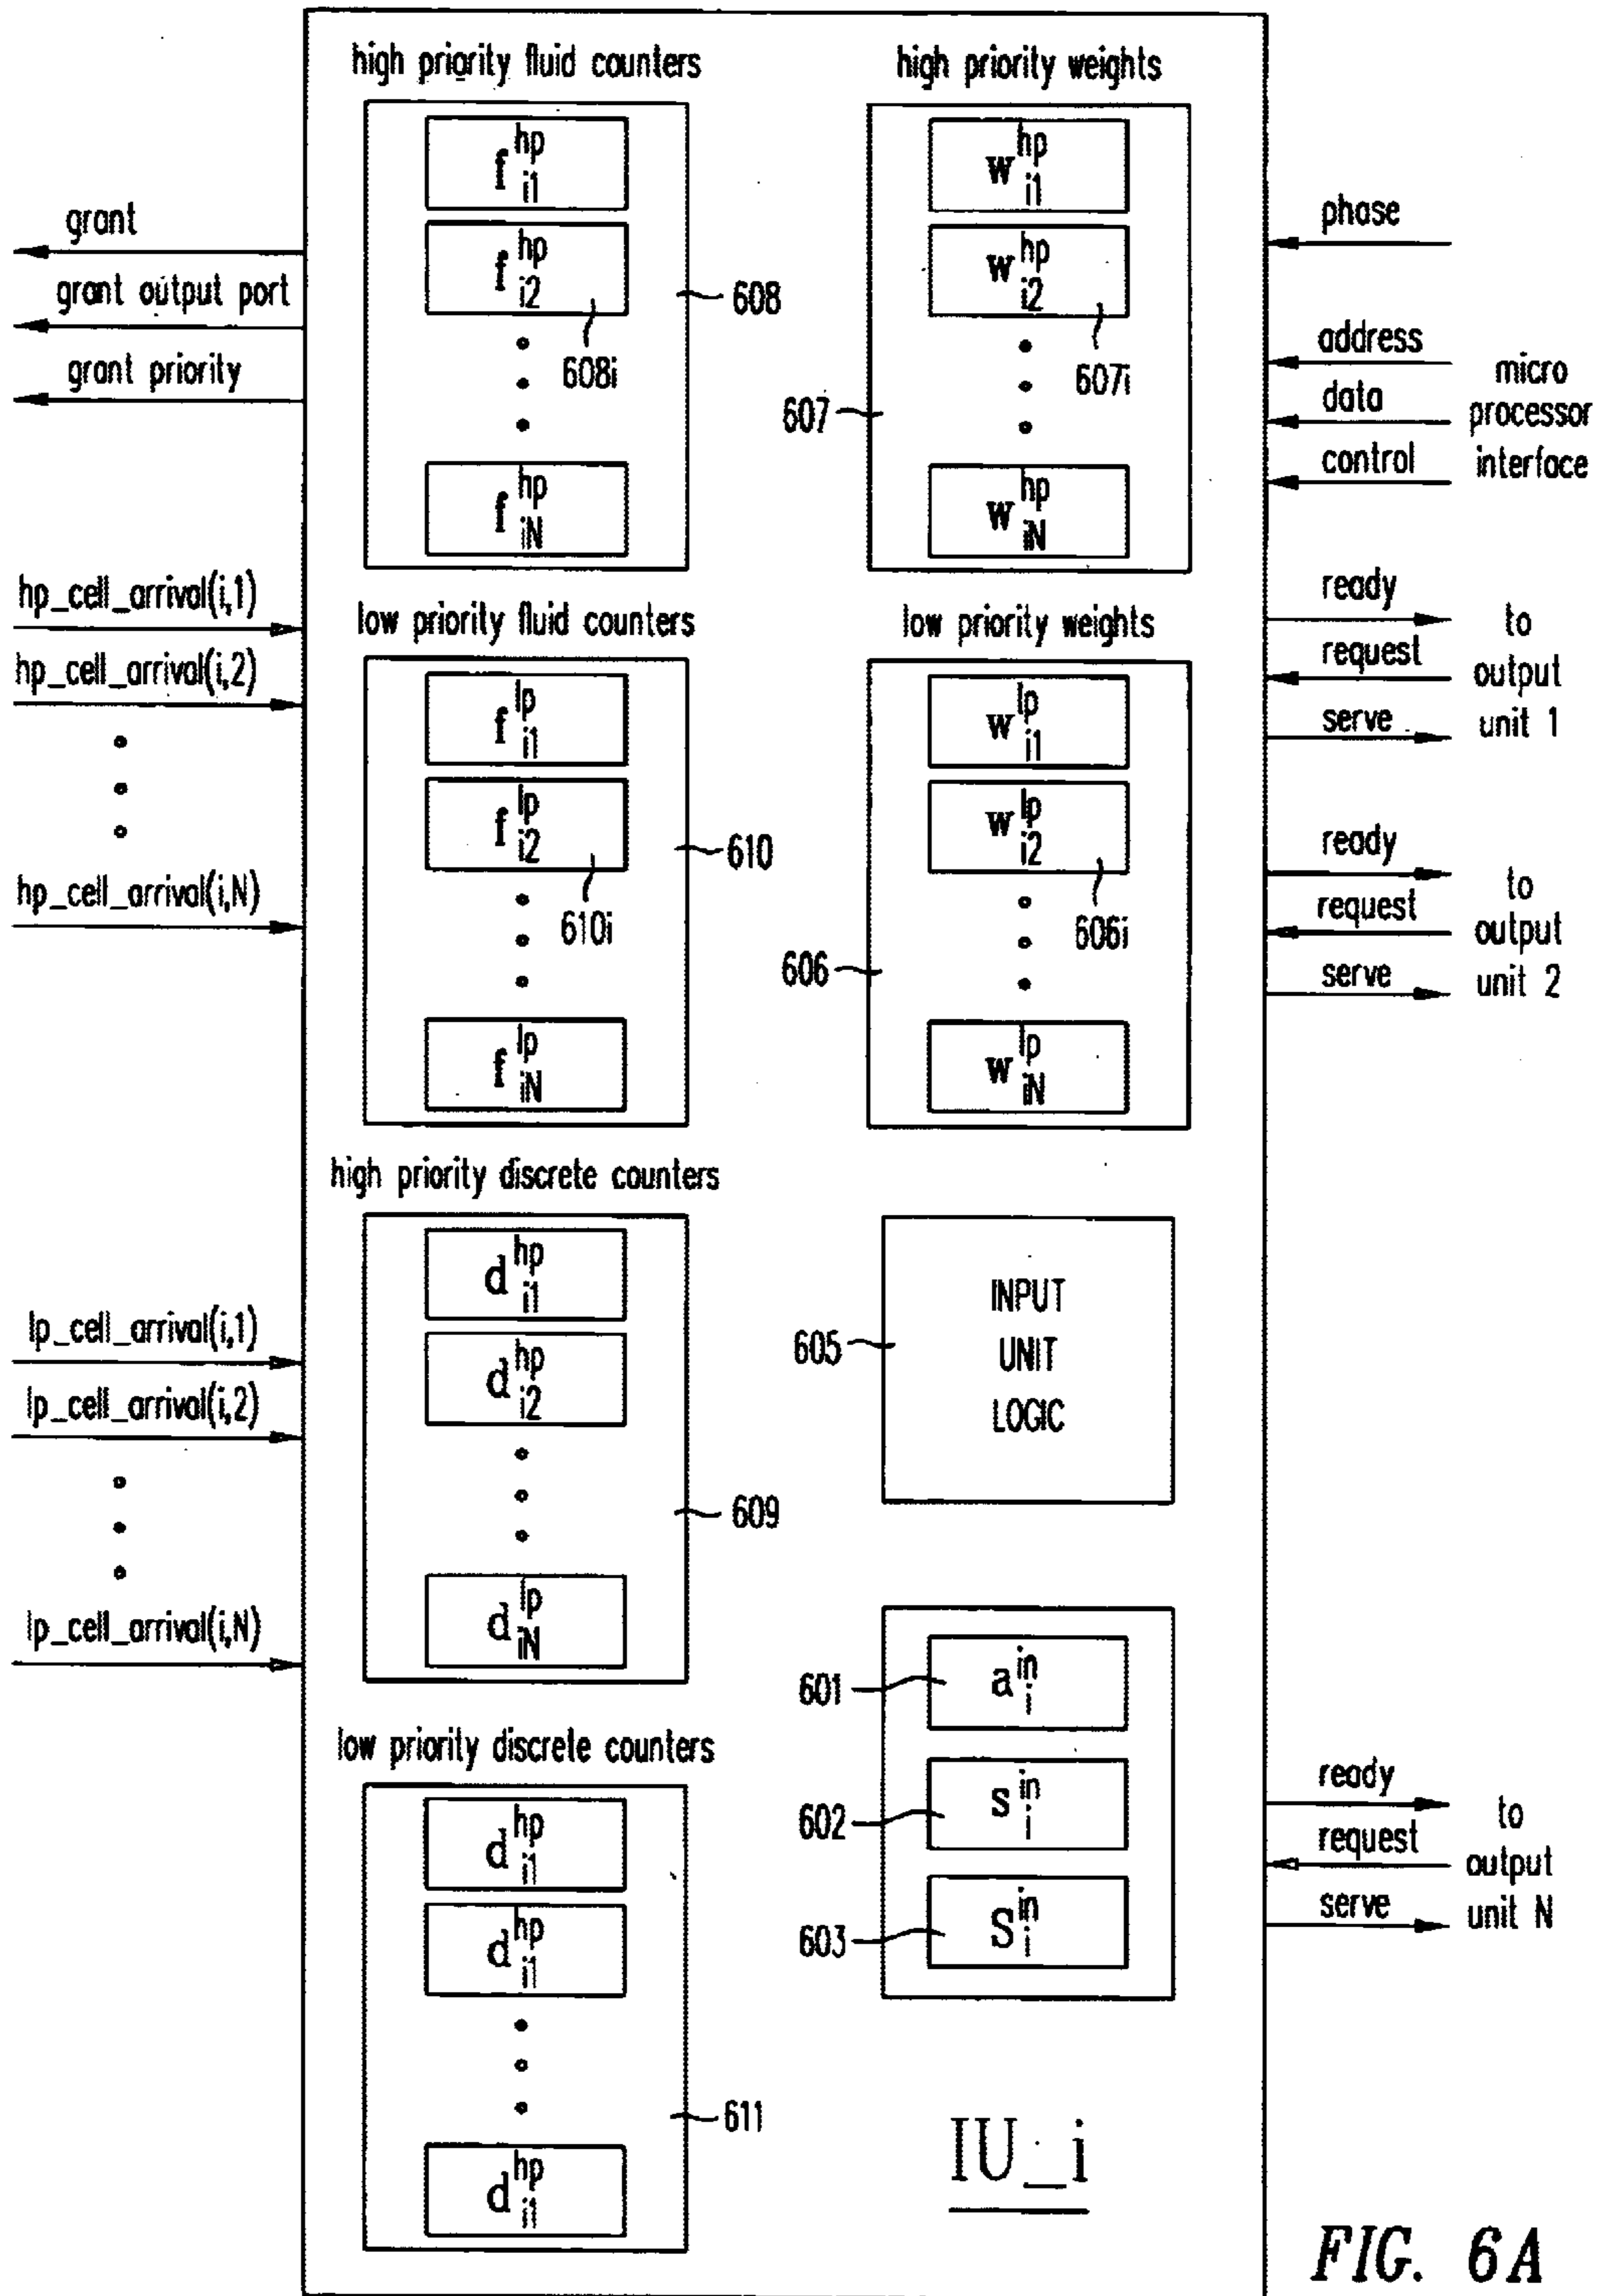 high priority fluid counters
high priority weights
f hp i1
f hp i2
608i
608
f hp iN
w hp i1
w hp i2
607i
607
w hp iN
grant
grant output port
grant priority
phase
address
data
control
micro
processor
interface
hp_cell_arrival(i,1)
hp_cell_arrival(i,2)
hp_cell_arrival(i,N)
low priority fluid counters
low priority weights
f lp i1
f lp i2
610i
610
f lp iN
w lp i1
w lp i2
606i
606
w lp iN
ready
request
serve
to
output
unit 1
ready
request
serve
to
output
unit 2
high priority discrete counters
d hp i1
d hp i2
609
d lp iN
INPUT
UNIT
LOGIC
605
lp_cell_arrival(i,1)
lp_cell_arrival(i,2)
lp_cell_arrival(i,N)
601
a in i
602
s in i
603
S in i
low priority discrete counters
d hp i1
d hp i1
611
d hp i1
ready
request
serve
to
output
unit N
IU_i
FIG. 6A